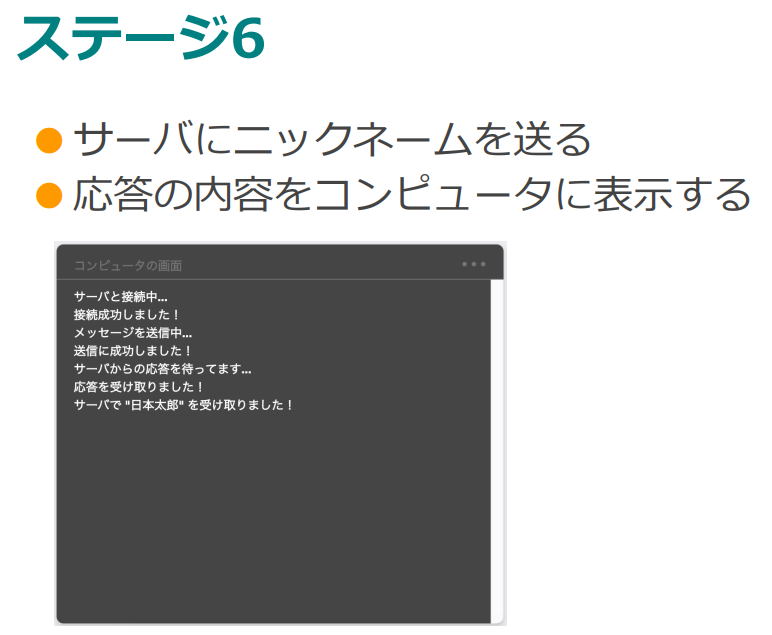 ステージ6
サーバにニックネームを送る
応答の内容をコンピュータに表示する
コンピュータの画面
サーバと接続中...
接続成功しました！
メッセージを送信中...
送信に成功しました！
サーバからの応答を待ってます...
応答を受け取りました！
サーバで "日本太郎" を受け取りました！